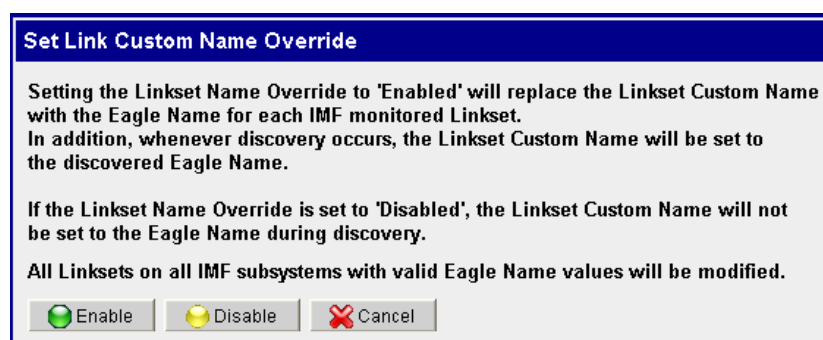 Set Link Custom Name Override
Setting the Linkset Name Override to 'Enabled' will replace the Linkset Custom Name
with the Eagle Name for each IMF monitored Linkset.
In addition, whenever discovery occurs, the Linkset Custom Name will be set to
the discovered Eagle Name.
If the Linkset Name Override is set to 'Disabled', the Linkset Custom Name will not
be set to the Eagle Name during discovery.
All Linksets on all IMF subsystems with valid Eagle Name values will be modified.
Enable Disable Cancel